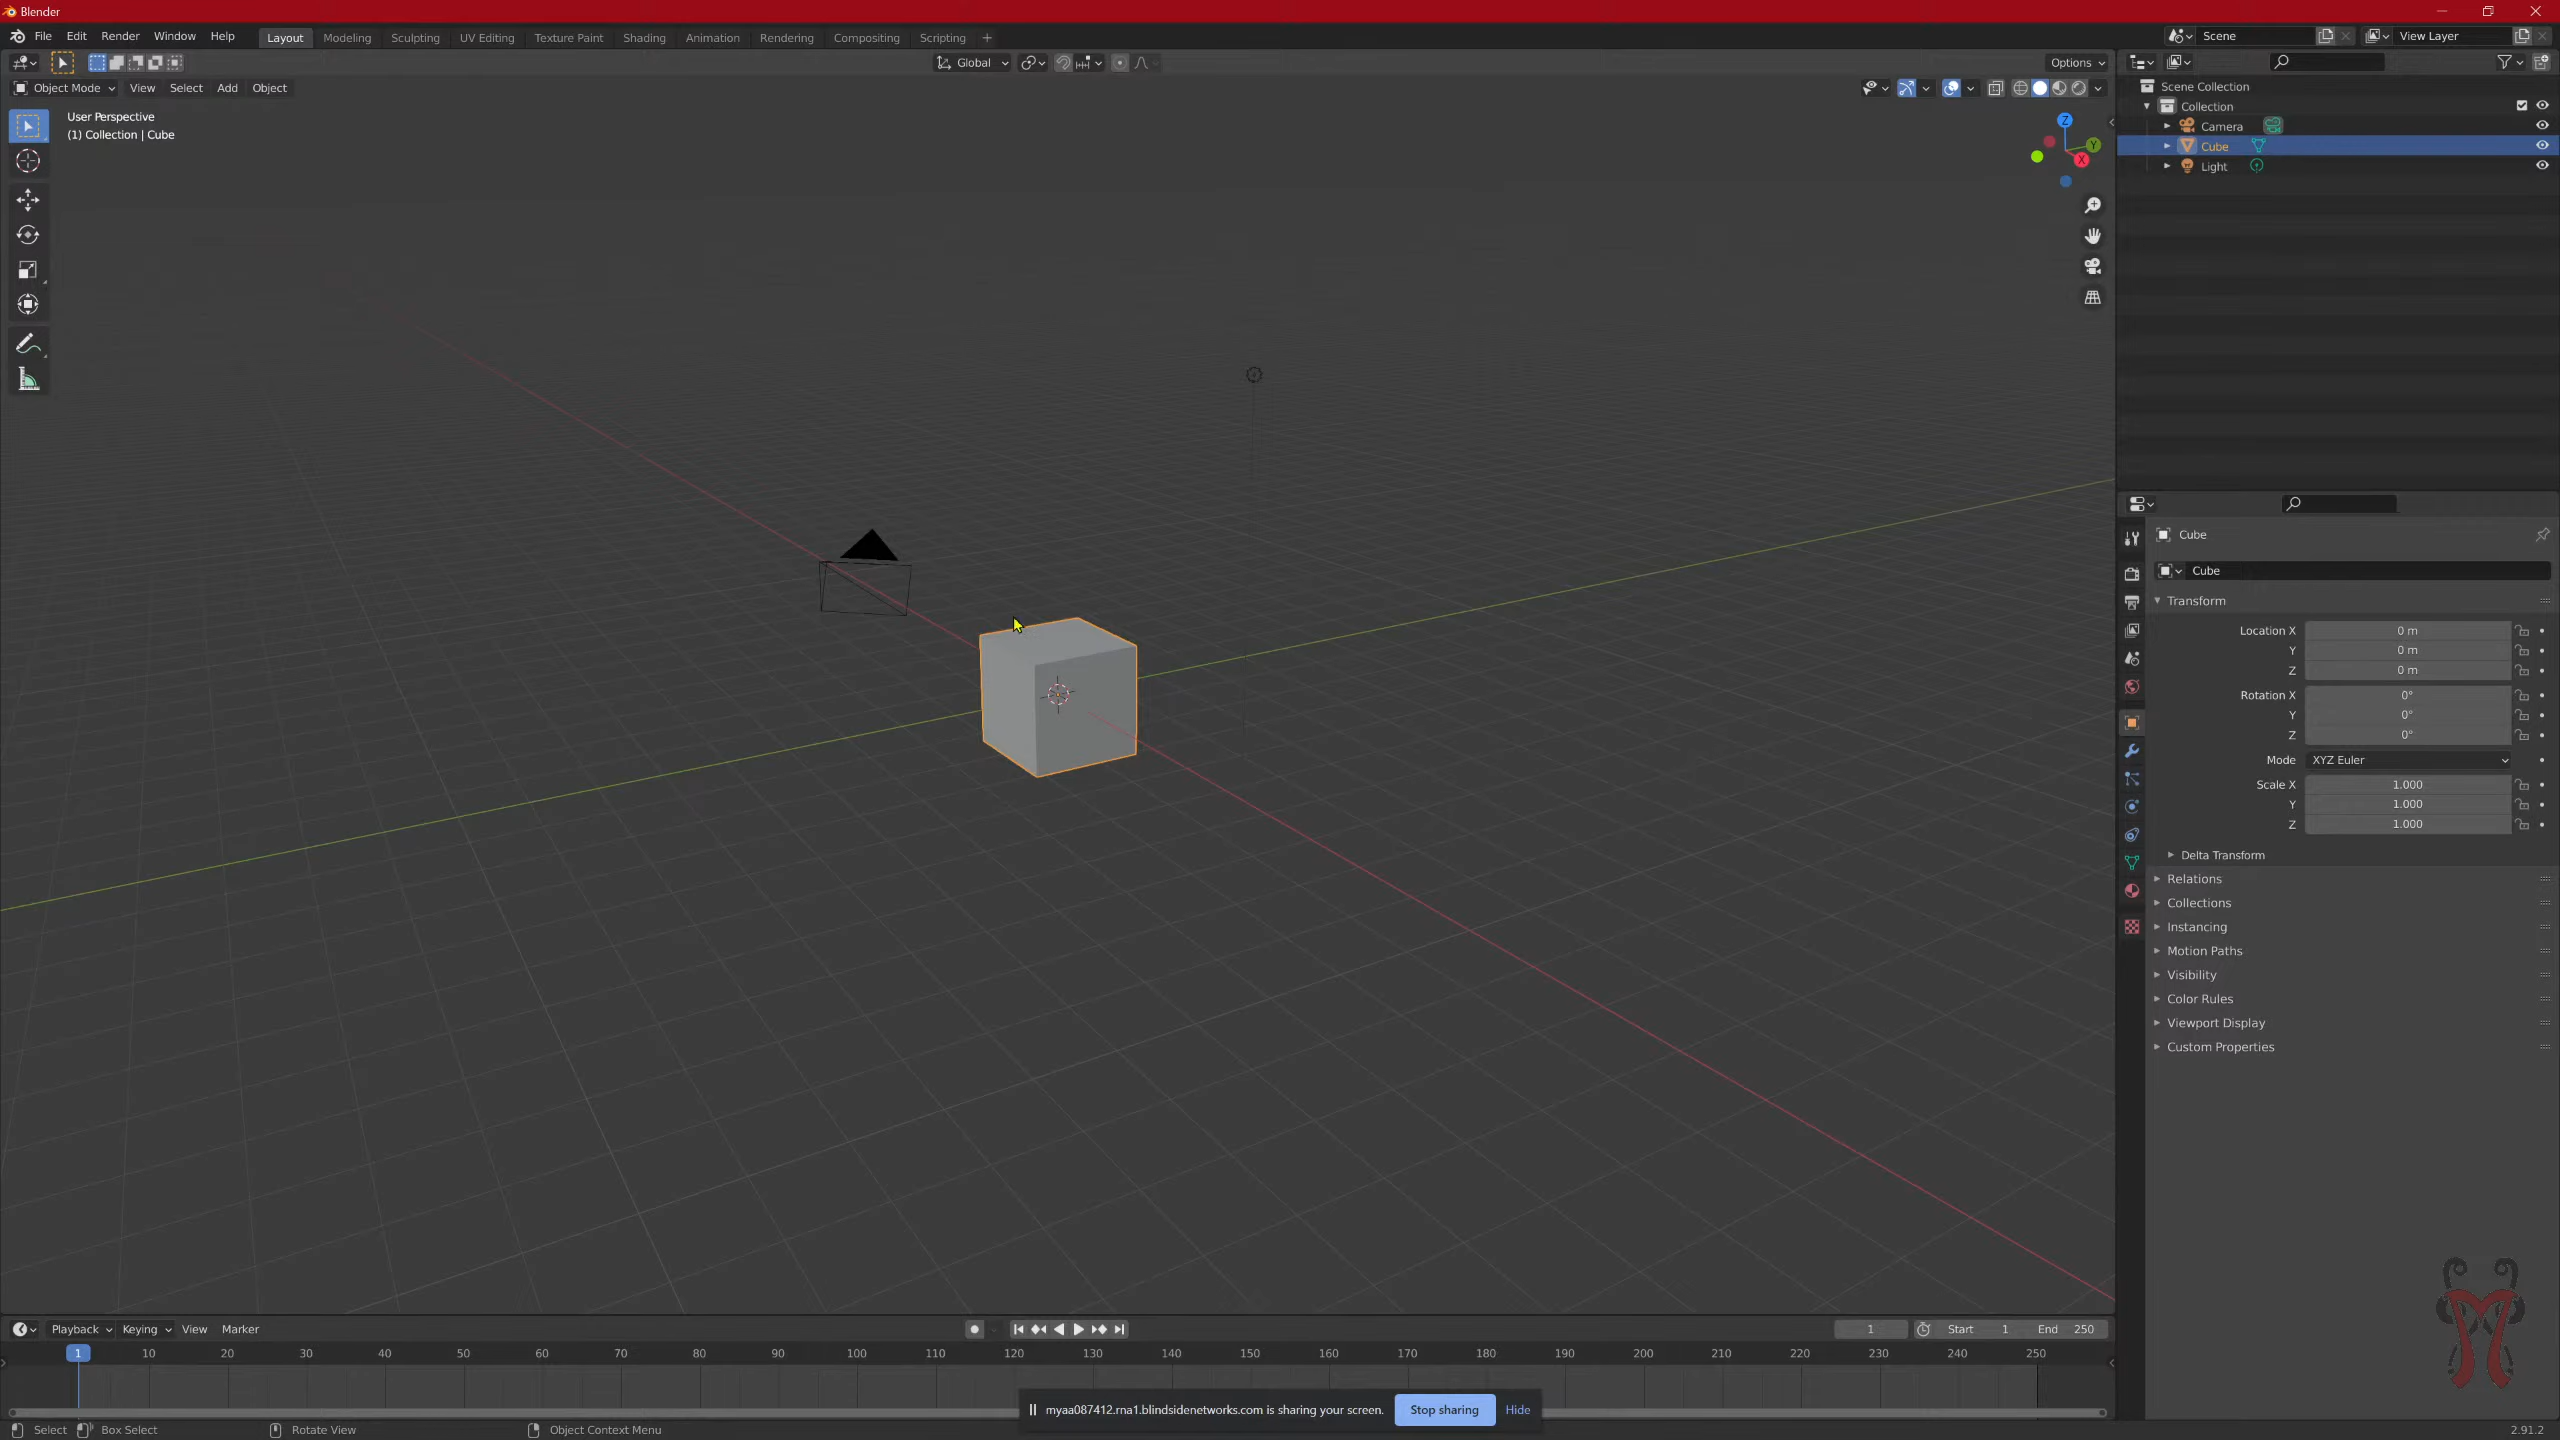 Blender
File Edit Render Window Help Layout Modeling Sculpting UV Editing Texture Paint Shading Animation Rendering Compositing Scripting +
Scene View Layer
Global Options
Object Mode View Select Add Object
User Perspective
(1) Collection | Cube
Z
Y
X
Scene Collection
Collection
Camera
Cube
Light
Cube
Cube
Transform
Location X 0 m
Y 0 m
Z 0 m
Rotation X 0°
Y 0°
Z 0°
Mode XYZ Euler
Scale X 1.000
Y 1.000
Z 1.000
Delta Transform
Relations
Collections
Instancing
Motion Paths
Visibility
Color Rules
Viewport Display
Custom Properties
Playback Keying View Marker 1 Start 1 End 250
1 10 20 30 40 50 60 70 80 90 100 110 120 130 140 150 160 170 180 190 200 210 220 230 240 250
myaa087412.rna1.blindsidenetworks.com is sharing your screen. Stop sharing Hide
Select Box Select Rotate View Object Context Menu 2.91.2